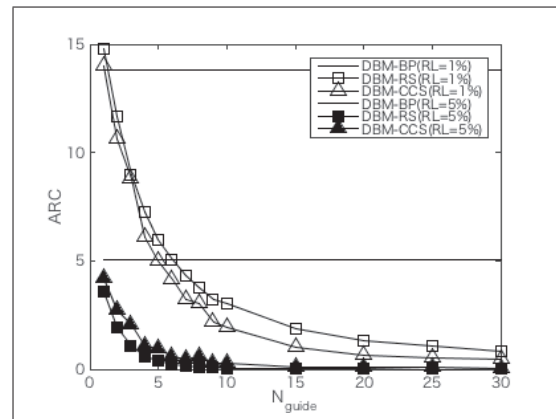 15
10
5
0
ARC
DBM-BP(RL=1%)
DBM-RS(RL=1%)
DBM-CCS(RL=1%)
DBM-BP(RL=5%)
DBM-RS(RL=5%)
DBM-CCS(RL=5%)
0 5 10 15 20 25 30
N guide